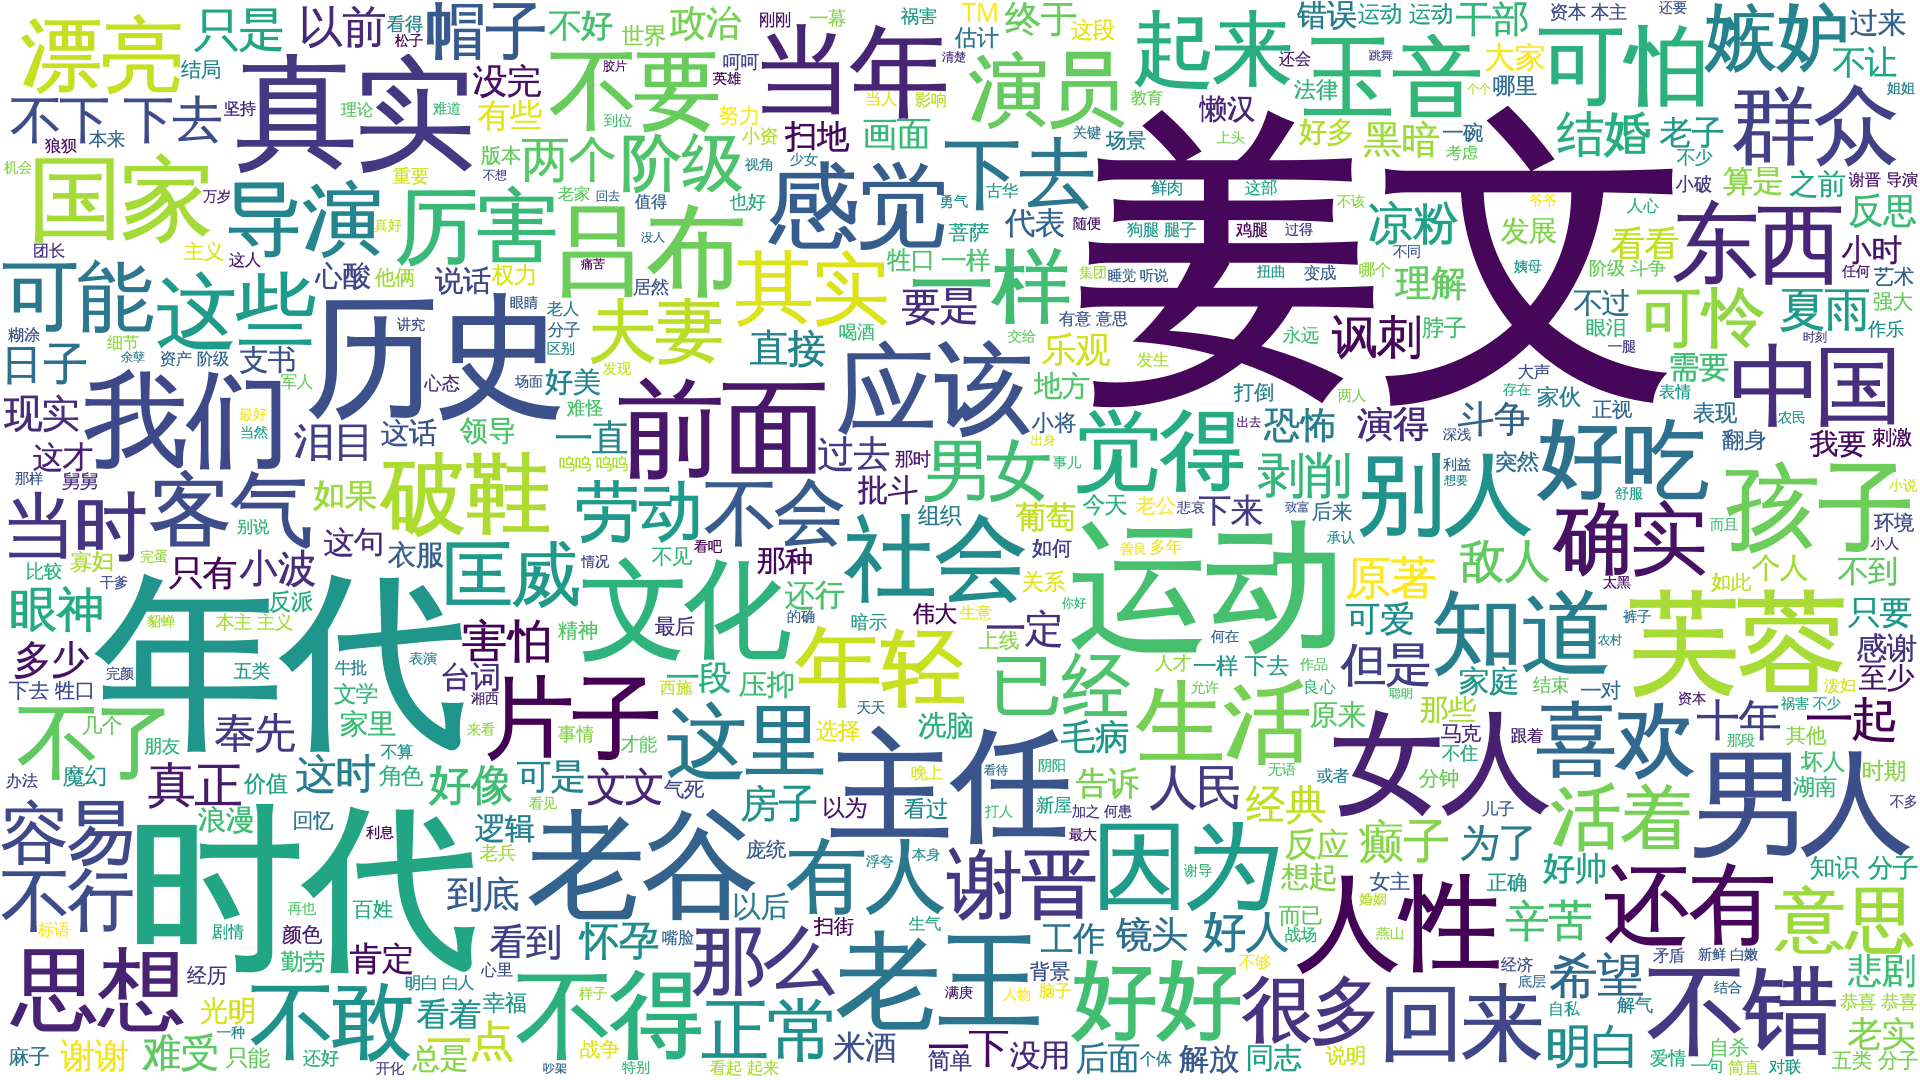 漂亮
只是
以前
看得
松子
帽子
不好
世界
政治
刚刚
一幕
祸害
TM
估计
终于
这段
起来
错误
运动 运动
干部
资本 本主
还要
嫉妒
过来
结局
真实
没完
不要
胶片
呵呵
英雄
当年
清楚
演员
还会
跳舞
玉音
大家
哪里
可怕
不让
姐姐
不下
下去
坚持
理论
难道
有些
到位
努力
当人
影响
教育
懒汉
法律
个个
群众
本来
狼狈
版本
两个
阶级
小资
扫地
画面
关键
场景
上头
好多
黑暗
一碗
考虑
结婚
老子
不少
机会
国家
万岁
导演
重要
厉害
不想
老家
回去
值得
视角
少女
也好
感觉
勇气
古华
下去
代表
随便
姜文
鲜肉
这部
不该
凉粉
爷爷
发展
小破
算是
之前
谢晋 导演
反思
人心
看看
东西
小时
任何
艺术
团长
主义
这人
真好
心酸
他俩
说话
权力
吕布
没人
痛苦
居然
其实
菩萨
牲口 一样
一样
集团
狗腿 腿子
鸡腿
过得
睡觉 听说
扭曲
变成
哪个
不同
理解
姨母
阶级 斗争
可能
这些
历史
讲究
眼睛
老人
分子
区别
夫妻
直接
喝酒
要是
有意 意思
交给
永远
讽刺
脖子
不过
眼泪
可怜
夏雨
强大
作乐
糊涂
细节
余孽
日子
资产 阶级
支书
军人
心态
场面
好美
发现
难怪
前面
应该
乐观
地方
发生
打倒
两人
大声
存在
家伙
一腿
需要
表情
时刻
中国
现实
我们
最好
当然
泪目
这话
领导
一直
呜呜 呜呜
过去
那时
小将
出身
觉得
出去
恐怖
演得
斗争
深浅
正视
表现
翻身
农民
我要
刺激
这才
那样
舅舅
客气
如果
破鞋
劳动
不会
批斗
男女
事儿
剥削
别人
利益
想要
突然
好吃
舒服
孩子
小说
当时
别说
这句
衣服
匡威
情况
不见
看吧
那种
组织
葡萄
今天
老公
悲哀
下来
致富
后来
承认
确实
而且
环境
小人
比较
寡妇
完蛋
干爹
只有
小波
文化
社会
如何
善良
多年
运动
原著
敌人
太黑
如此
个人
不到
眼神
反派
年代
还行
关系
你好
可爱
知道
裤子
芙蓉
只要
貂蝉
本主 主义
害怕
精神
最后
的确
暗示
伟大
生意
上线
一定
何在
农村
感谢
多少
完颜
五类
牛批
表演
台词
湘西
一段
西施
压抑
年轻
已经
人才
一样 下去
作品
允许
良心
但是
聪明
家庭
结束
一对
泼妇
至少
下去 牲口
文学
不了
几个
朋友
奉先
家里
来看
片子
事情
才能
这里
选择
天天
洗脑
毛病
生活
原来
女人
那些
马克
不住
跟着
喜欢
资本
祸害 不少
十年
那段
一起
其他
办法
魔幻
真正
价值
这时
不算
角色
好像
可是
看见
文文
气死
房子
晚上
以为
看过
主任
看待
打人
阴阳
新屋
告诉
加之 何患
人民
无语
经典
或者
分钟
儿子
男人
坏人
湖南
时期
不多
容易
浪漫
回忆
利息
时代
逻辑
老兵
老谷
庞统
有人
浮夸
本身
最大
谢晋
因为
谢导
反应
想起
癫子
为了
活着
好帅
知识 分子
不行
标语
剧情
再也
百姓
到底
以后
扫街
生气
女主
婚姻
正确
人性
辛苦
还有
意思
思想
经历
颜色
勤劳
肯定
看到
怀孕
嘴脸
那么
老王
工作
镜头
好人
而已
战场
燕山
经济
底层
希望
矛盾
新鲜 白嫩
悲剧
光明
一种
不敢
明白 白人
看着
心里
幸福
不得
样子
正常
满庚
不够
背景
人物
脑子
好好
很多
回来
自私
解气
不错
结合
恭喜 恭喜
老实
麻子
谢谢
难受
只能
还好
开化
总是
一点
吵架
战争
特别
看起 起来
米酒
简单
一下
没用
后面
个体
解放
同志
说明
明白
爱情
自杀
一句
简直
对联
五类 分子